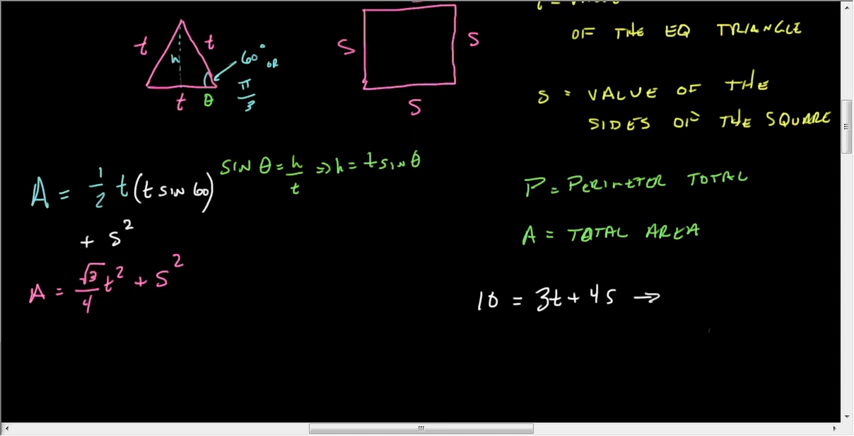 t t
h
60° OR
π/3
t θ
S S
S
OF THE EQ TRIANGLE
S = VALUE OF THE
SIDES OF THE SQUARE
A = 1/2 t (t sin 60) SIN θ = h/t ⇒ h = t SIN θ
+ S²
A = √3/4 t² + S²
P = PERIMETER TOTAL
A = TOTAL AREA
10 = 3t + 4S →